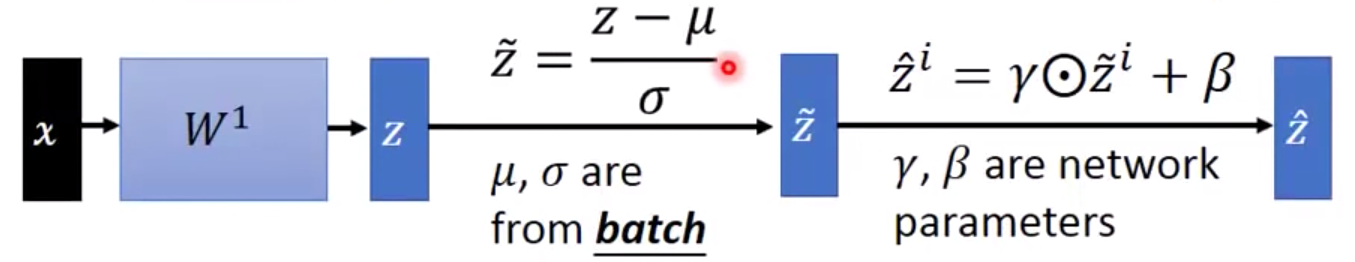 x
W¹
z
z̃ = (z − μ) / σ
μ, σ are
from batch
z̃
ẑⁱ = γ⊙z̃ⁱ + β
γ, β are network
parameters
ẑ